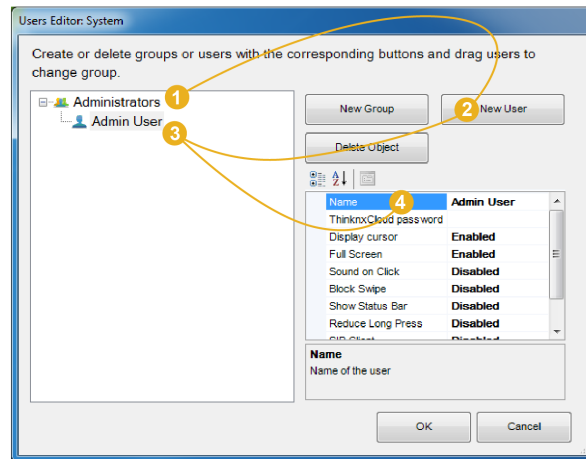 Users Editor: System
Create or delete groups or users with the corresponding buttons and drag users to
change group.
Administrators 1
Admin User
3
New Group
2 New User
Delete Object
Name 4 Admin User
ThinknxCloud password
Display cursor Enabled
Full Screen Enabled
Sound on Click Disabled
Block Swipe Disabled
Show Status Bar Disabled
Reduce Long Press Disabled
SIP Client Disabled
Name
Name of the user
OK Cancel